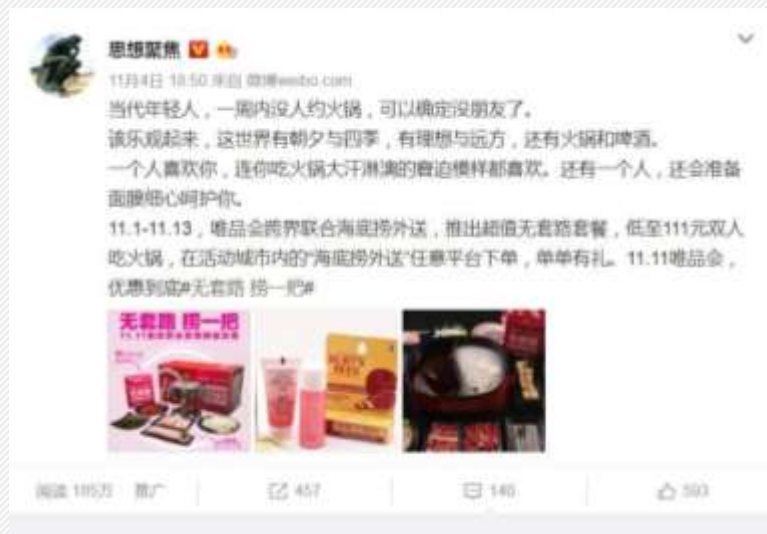 思想聚焦
11月4日 18:50 来自 微博weibo.com
当代年轻人，一周内没人约火锅，可以确定没朋友了。
该乐观起来，这世界有朝夕与四季，有理想与远方，还有火锅和啤酒。
一个人喜欢你，连你吃火锅大汗淋漓的窘迫模样都喜欢。还有一个人，还会准备
面膜细心呵护你。
11.1-11.13，唯品会跨界联合海底捞外送，推出超值无套路套餐，低至111元双人
吃火锅，在活动城市内的“海底捞外送”任意平台下单，单单有礼。11.11唯品会，
优惠到底#无套路 捞一把#
无套路 捞一把
BURT'S BEES
阅读 185万 推广 457 146 593